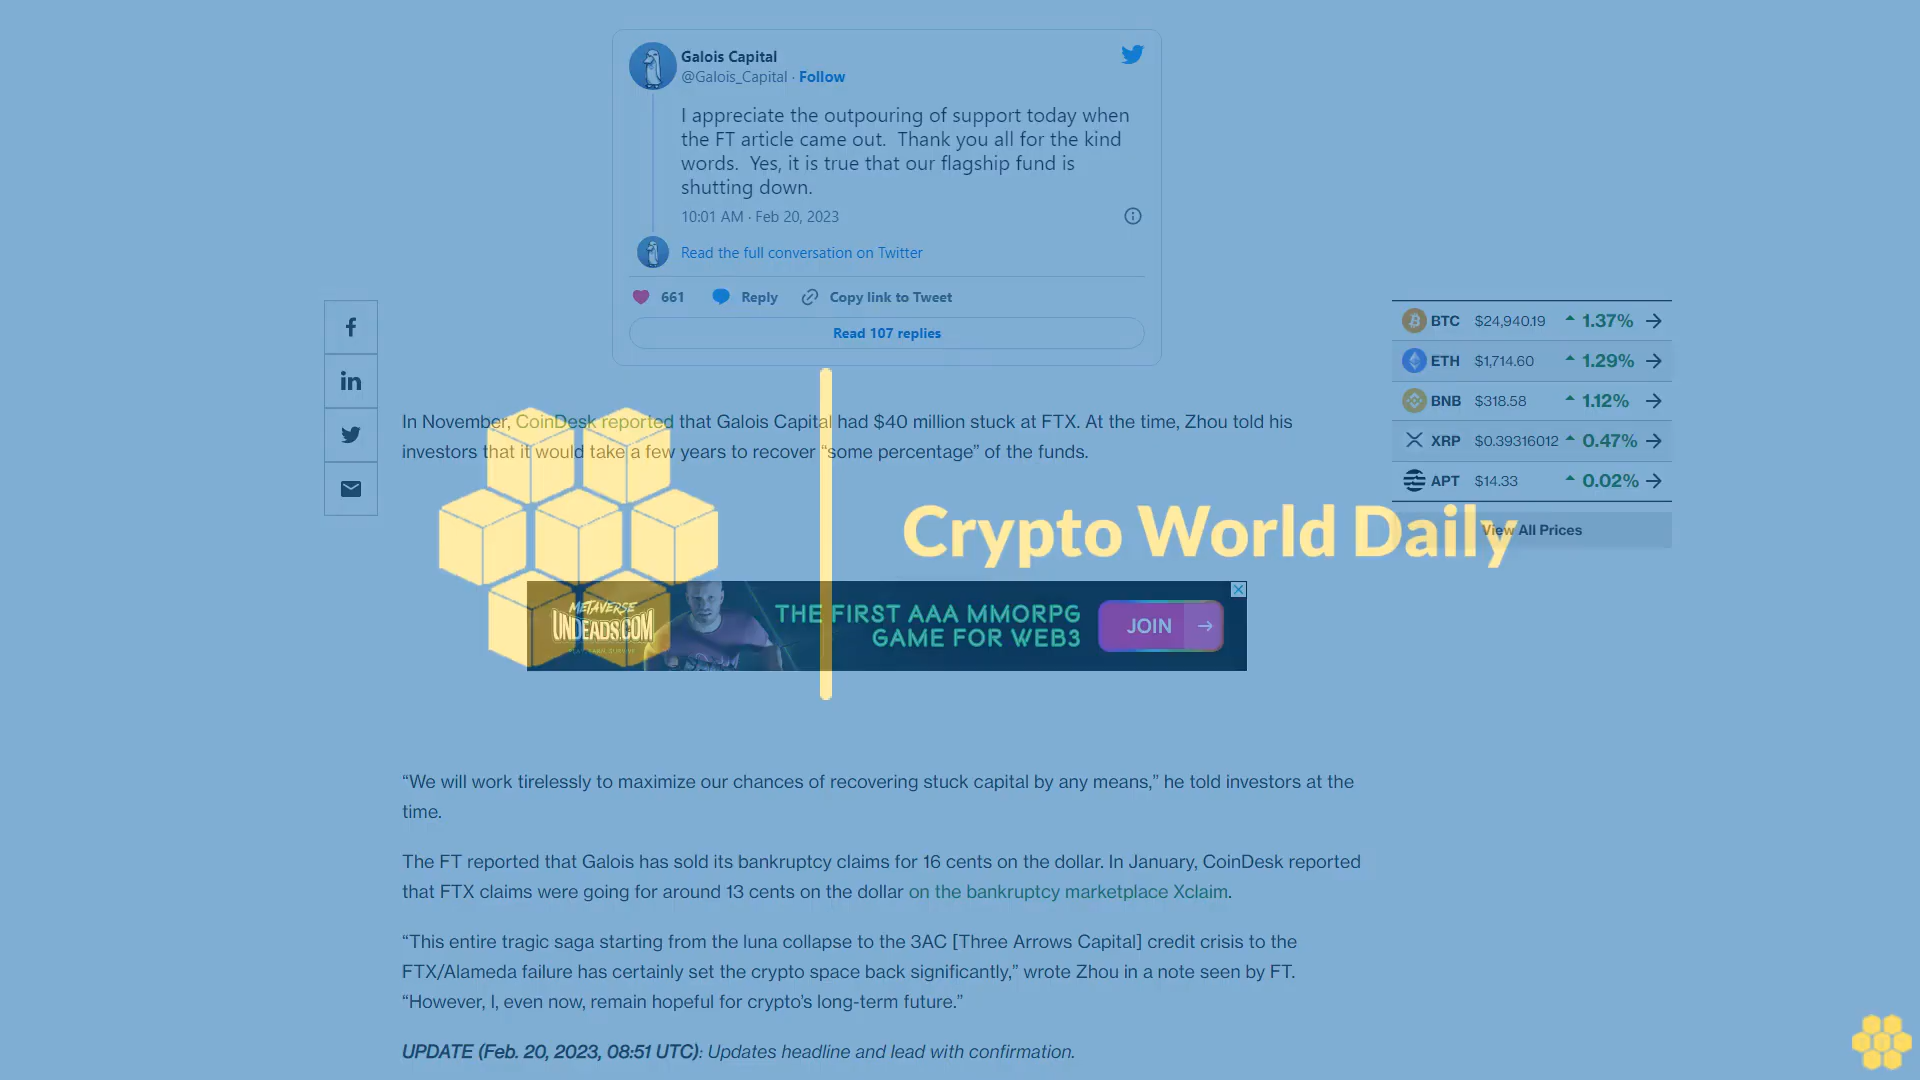 Galois Capital
@Galois_Capital · Follow
I appreciate the outpouring of support today when
the FT article came out.  Thank you all for the kind
words.  Yes, it is true that our flagship fund is
shutting down.
10:01 AM · Feb 20, 2023
Read the full conversation on Twitter
661 Reply Copy link to Tweet
Read 107 replies
BTC $24,940.19 1.37%
ETH $1,714.60 1.29%
BNB $318.58 1.12%
XRP $0.39316012 0.47%
APT $14.33 0.02%
View All Prices
In November, CoinDesk reported that Galois Capital had $40 million stuck at FTX. At the time, Zhou told his
investors that it would take a few years to recover “some percentage” of the funds.
Crypto World Daily
METAVERSE
UNDEADS.COM
THE FIRST AAA MMORPG
GAME FOR WEB3
JOIN
“We will work tirelessly to maximize our chances of recovering stuck capital by any means,” he told investors at the
time.
The FT reported that Galois has sold its bankruptcy claims for 16 cents on the dollar. In January, CoinDesk reported
that FTX claims were going for around 13 cents on the dollar on the bankruptcy marketplace Xclaim.
“This entire tragic saga starting from the luna collapse to the 3AC [Three Arrows Capital] credit crisis to the
FTX/Alameda failure has certainly set the crypto space back significantly,” wrote Zhou in a note seen by FT.
“However, I, even now, remain hopeful for crypto's long-term future.”
UPDATE (Feb. 20, 2023, 08:51 UTC): Updates headline and lead with confirmation.